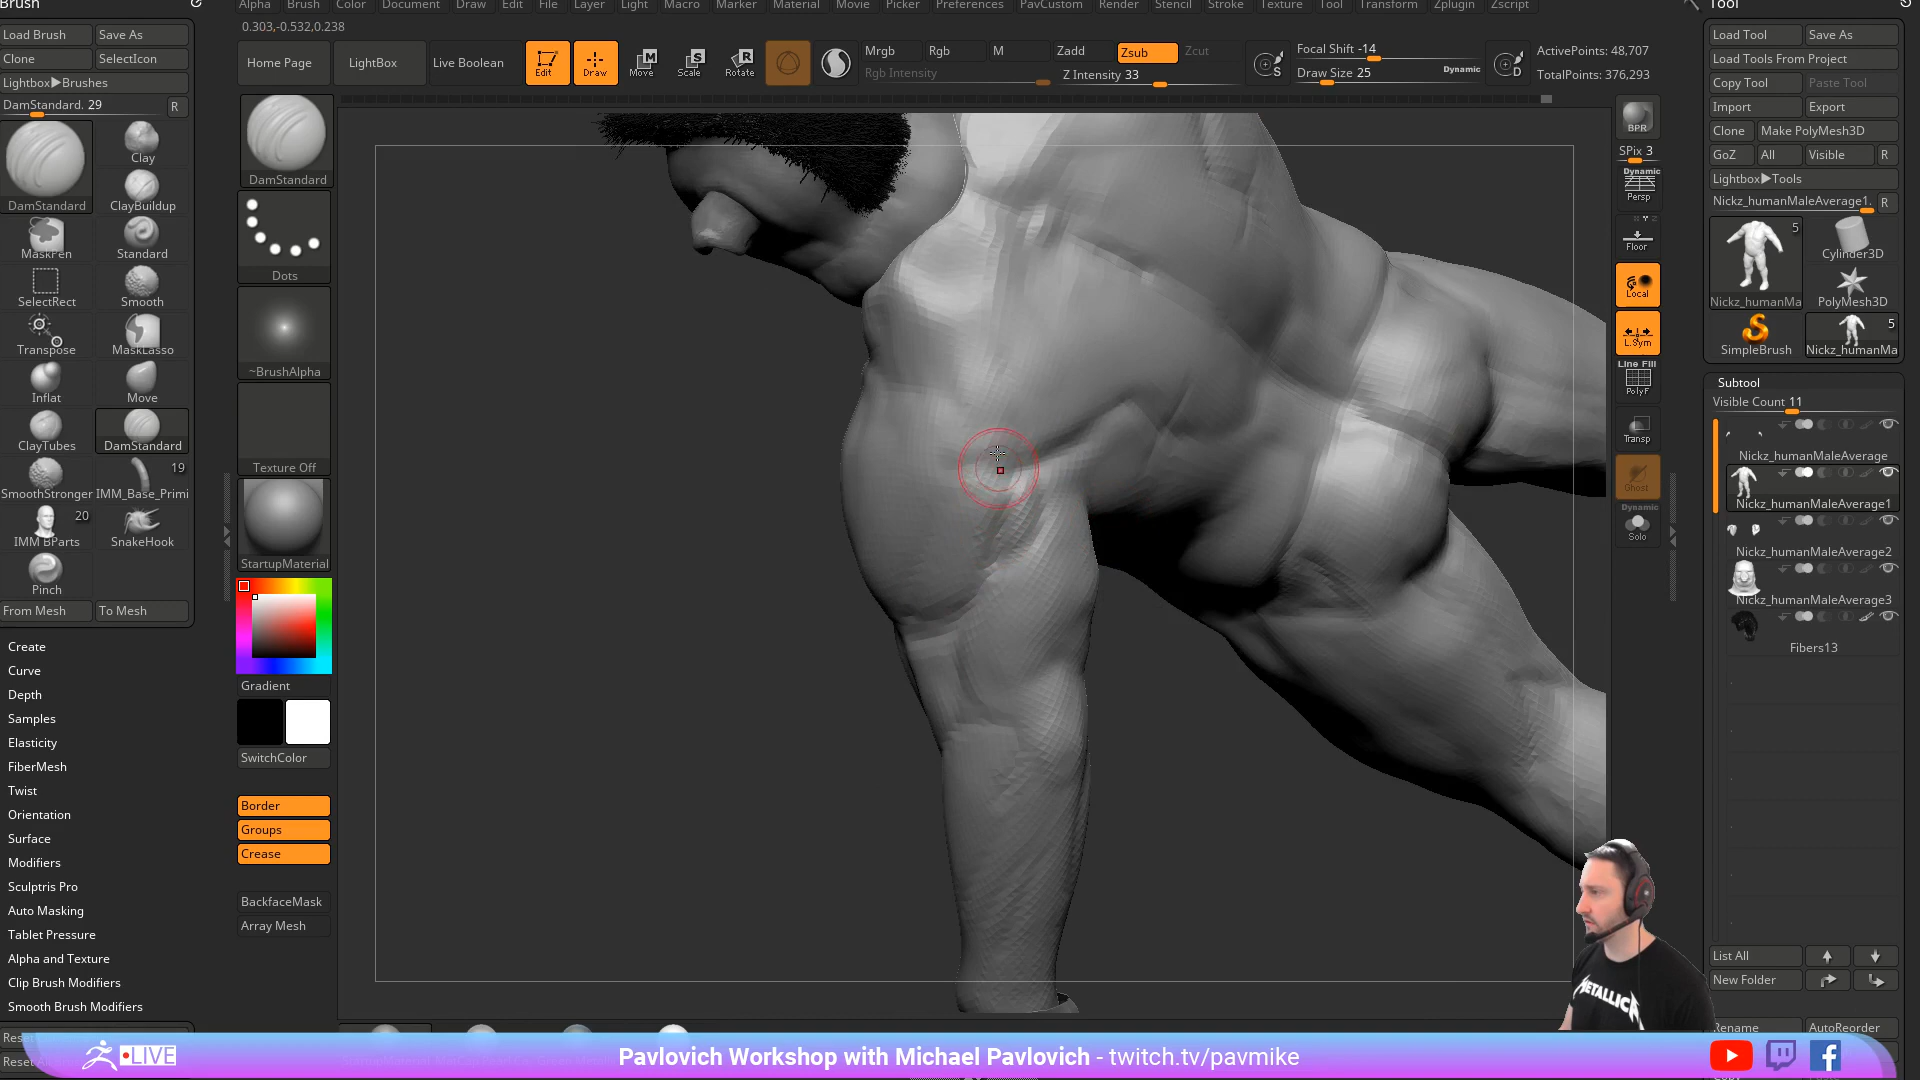 Brush
Load Brush Save As
Clone SelectIcon
Lightbox▶Brushes
DamStandard. 29 R
DamStandard
Clay
ClayBuildup
MaskPen Standard
SelectRect Smooth
Transpose MaskLasso
Inflat Move
ClayTubes DamStandard
19
SmoothStronger IMM_Base_Primi
20
IMM BParts SnakeHook
Pinch
From Mesh To Mesh
Create
Curve
Depth
Samples
Elasticity
FiberMesh
Twist
Orientation
Surface
Modifiers
Sculptris Pro
Auto Masking
Tablet Pressure
Alpha and Texture
Clip Brush Modifiers
Smooth Brush Modifiers
Alpha Brush Color Document Draw Edit File Layer Light Macro Marker Material Movie Picker Preferences PavCustom Render Stencil Stroke Texture Tool Transform Zplugin Zscript
0.303,-0.532,0.238
Home Page LightBox Live Boolean Edit Draw Move Scale Rotate
Mrgb Rgb M Zadd Zsub Zcut
Rgb Intensity Z Intensity 33
S Focal Shift -14
Draw Size 25 Dynamic
D ActivePoints: 48,707
TotalPoints: 376,293
DamStandard
Dots
~BrushAlpha
Texture Off
StartupMaterial
Gradient
SwitchColor
Border
Groups
Crease
BackfaceMask
Array Mesh
BPR
SPix 3
Dynamic
Persp
Floor
Local
L.Sym
Line Fill
PolyF
Transp
Ghost
Dynamic
Solo
Tool
Load Tool Save As
Load Tools From Project
Copy Tool Paste Tool
Import Export
Clone Make PolyMesh3D
GoZ All Visible R
Lightbox▶Tools
Nickz_humanMaleAverage1. R
5
Nickz_humanMa
Cylinder3D
PolyMesh3D
SimpleBrush
5
Nickz_humanMa
Subtool
Visible Count 11
Nickz_humanMaleAverage
Nickz_humanMaleAverage1
Nickz_humanMaleAverage2
Nickz_humanMaleAverage3
Fibers13
List All
New Folder
Rename AutoReorder
METALLICA
LIVE
Pavlovich Workshop with Michael Pavlovich - twitch.tv/pavmike